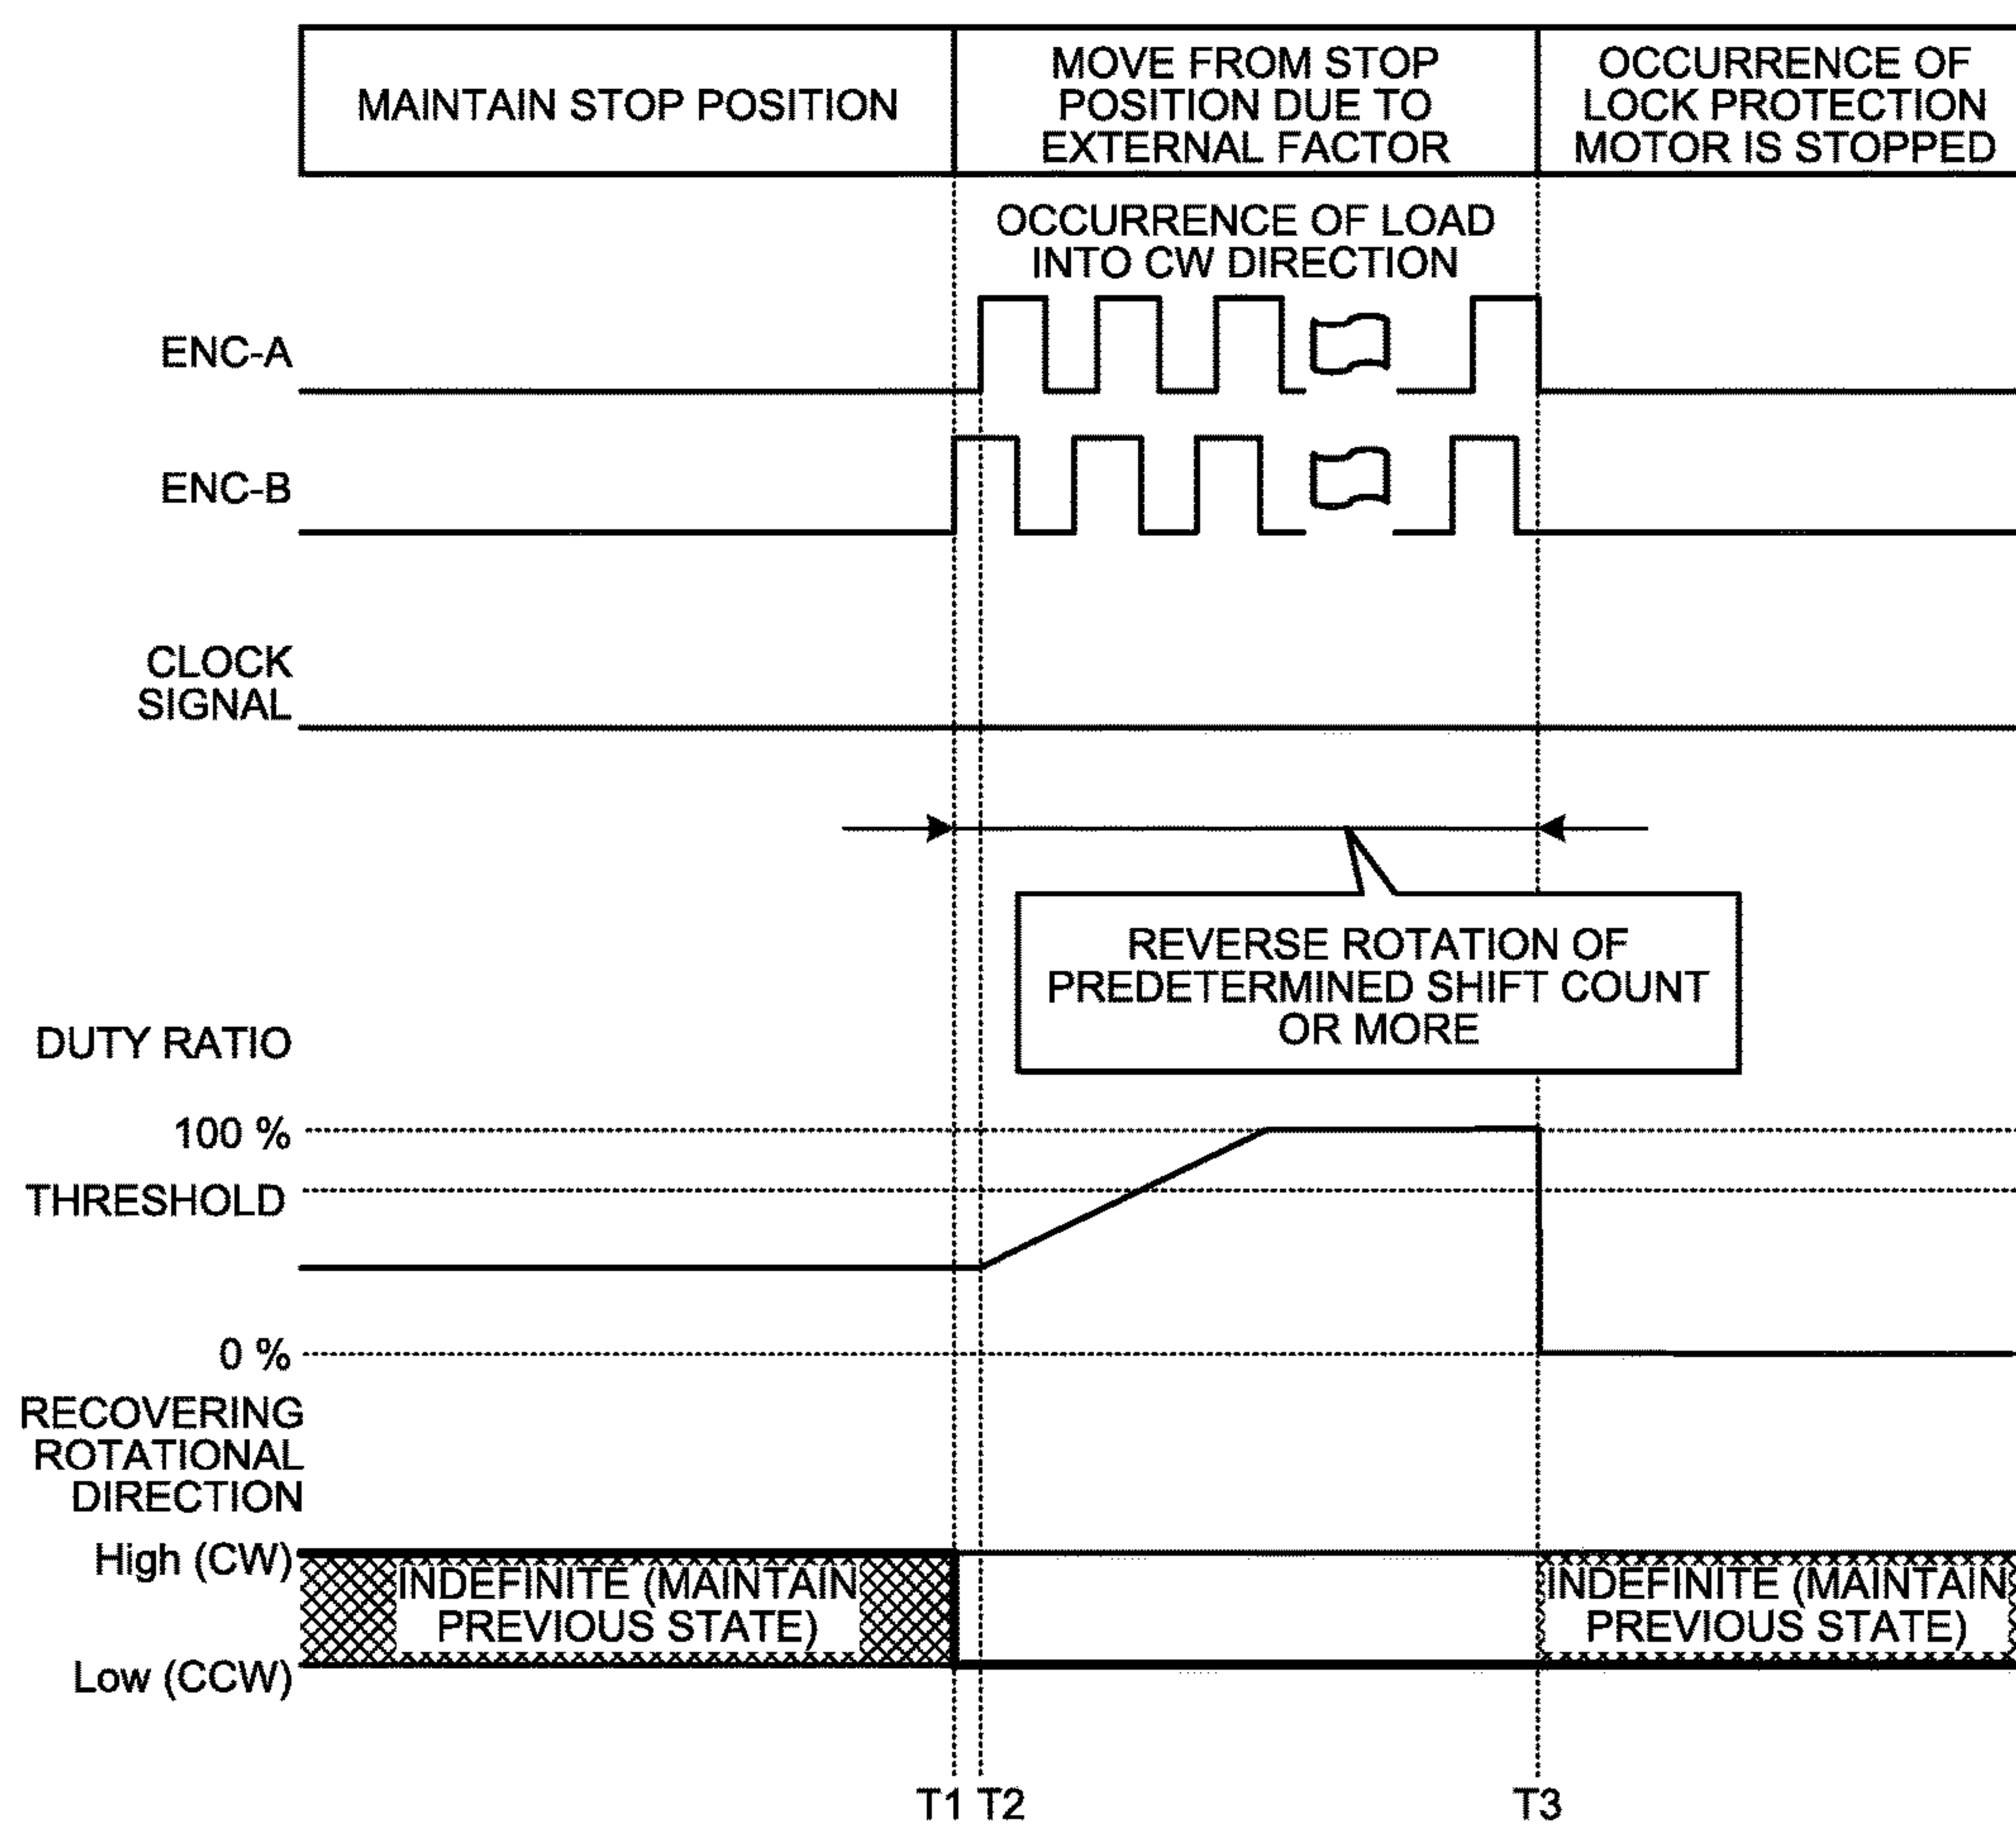 MAINTAIN STOP POSITION
MOVE FROM STOP
POSITION DUE TO
EXTERNAL FACTOR
OCCURRENCE OF
LOCK PROTECTION
MOTOR IS STOPPED
OCCURRENCE OF LOAD
INTO CW DIRECTION
ENC-A
ENC-B
CLOCK
SIGNAL
REVERSE ROTATION OF
PREDETERMINED SHIFT COUNT
OR MORE
DUTY RATIO
100 %
THRESHOLD
0 %
RECOVERING
ROTATIONAL
DIRECTION
High (CW)
INDEFINITE (MAINTAIN
PREVIOUS STATE)
INDEFINITE (MAINTAIN
PREVIOUS STATE)
Low (CCW)
T1 T2
T3